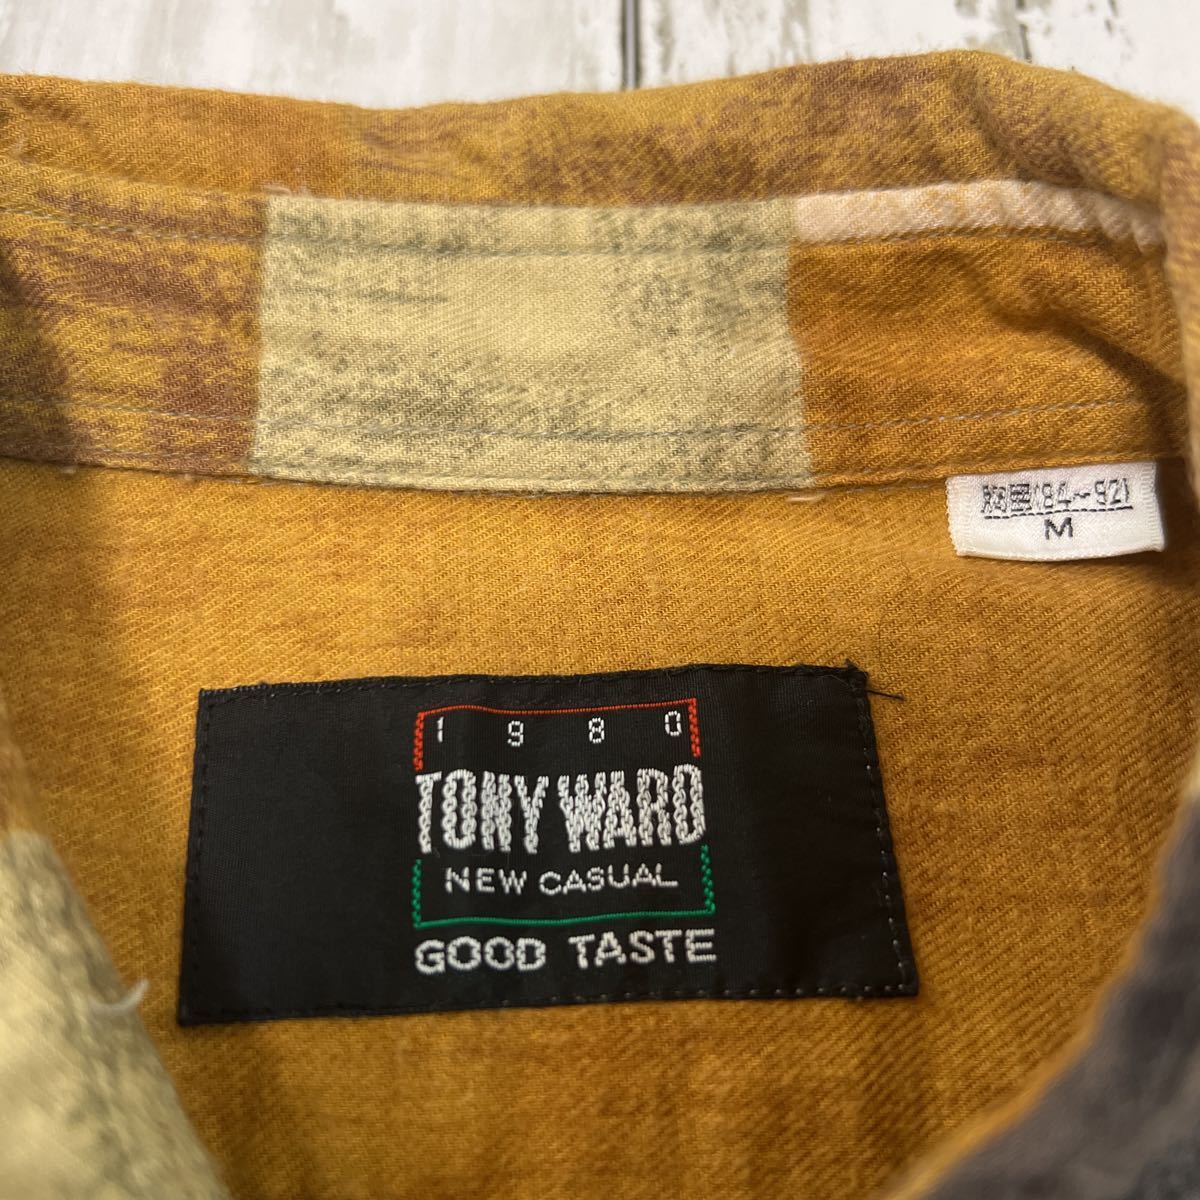 胸囲(84~92)
M
1 9 8 0
TONY WARD
NEW CASUAL
GOOD TASTE